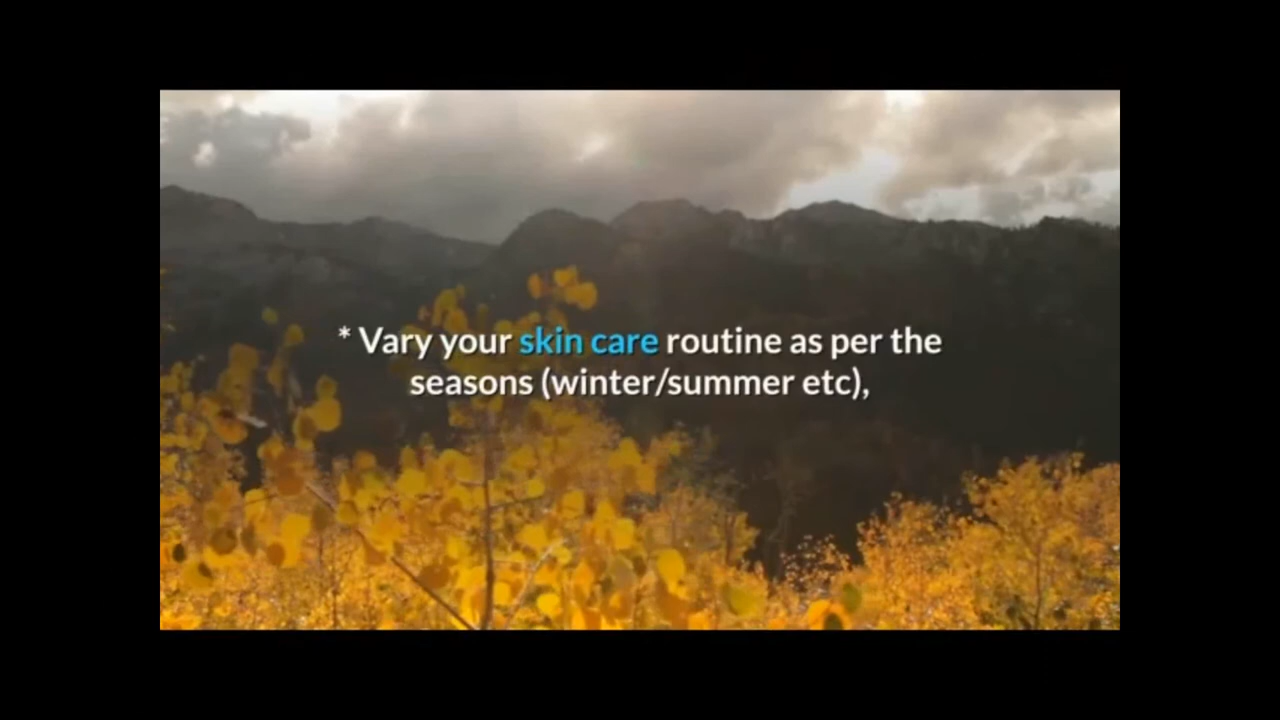 * Vary your skin care routine as per the
seasons (winter/summer etc),